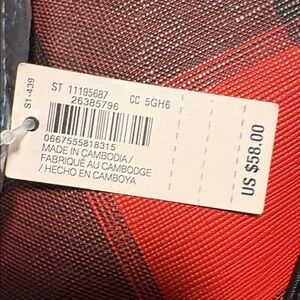 S1-439
ST 11195687 CC 5GH6
26385796
0667555818315
MADE IN CAMBODIA /
FABRIQUÉ AU CAMBODGE
/ HECHO EN CAMBOYA
US $58.00